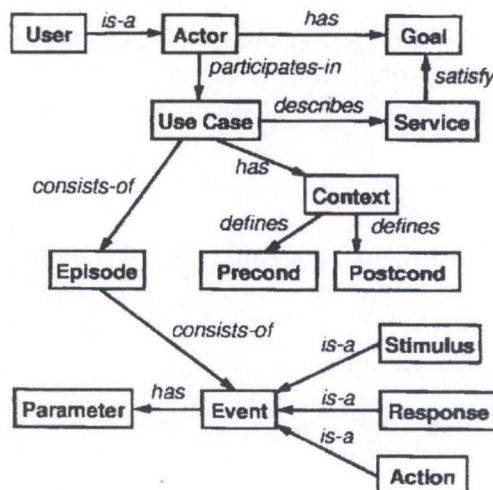 is-a
has
User
Actor
Goal
participates-in
satisfy
describes
Use Case
Service
has
consists-of
Context
defines
defines
Episode
Precond
Postcond
consists-of
Stimulus
is-a
has
is-a
Parameter
Event
Response
is-a
Action